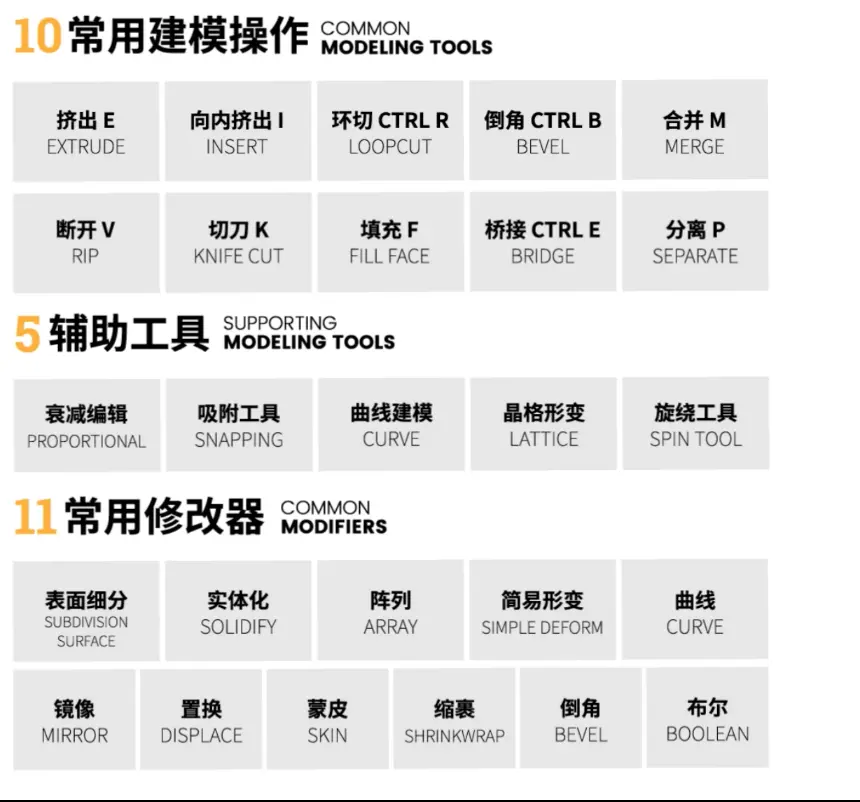 10 常用建模操作 COMMON
MODELING TOOLS
挤出 E
EXTRUDE
向内挤出 I
INSERT
环切 CTRL R
LOOPCUT
倒角 CTRL B
BEVEL
合并 M
MERGE
断开 V
RIP
切刀 K
KNIFE CUT
填充 F
FILL FACE
桥接 CTRL E
BRIDGE
分离 P
SEPARATE
5 辅助工具 SUPPORTING
MODELING TOOLS
衰减编辑
PROPORTIONAL
吸附工具
SNAPPING
曲线建模
CURVE
晶格形变
LATTICE
旋绕工具
SPIN TOOL
11 常用修改器 COMMON
MODIFIERS
表面细分
SUBDIVISION
SURFACE
实体化
SOLIDIFY
阵列
ARRAY
简易形变
SIMPLE DEFORM
曲线
CURVE
镜像
MIRROR
置换
DISPLACE
蒙皮
SKIN
缩裹
SHRINKWRAP
倒角
BEVEL
布尔
BOOLEAN